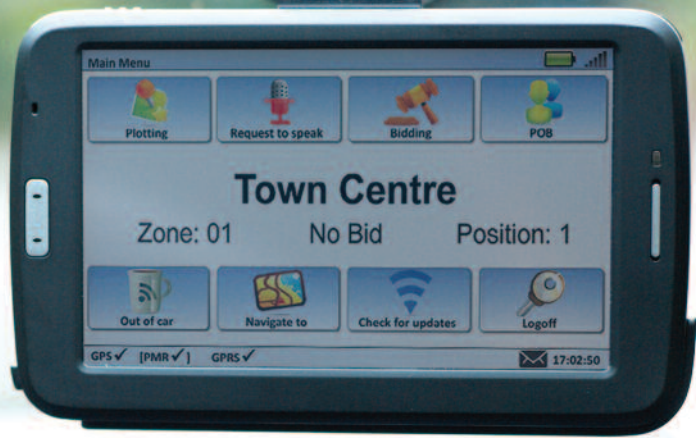 Main Menu
Plotting Request to speak Bidding POB
Town Centre
Zone: 01 No Bid Position: 1
Out of car Navigate to Check for updates Logoff
GPS✓ [PMR✓] GPRS✓ 17:02:50